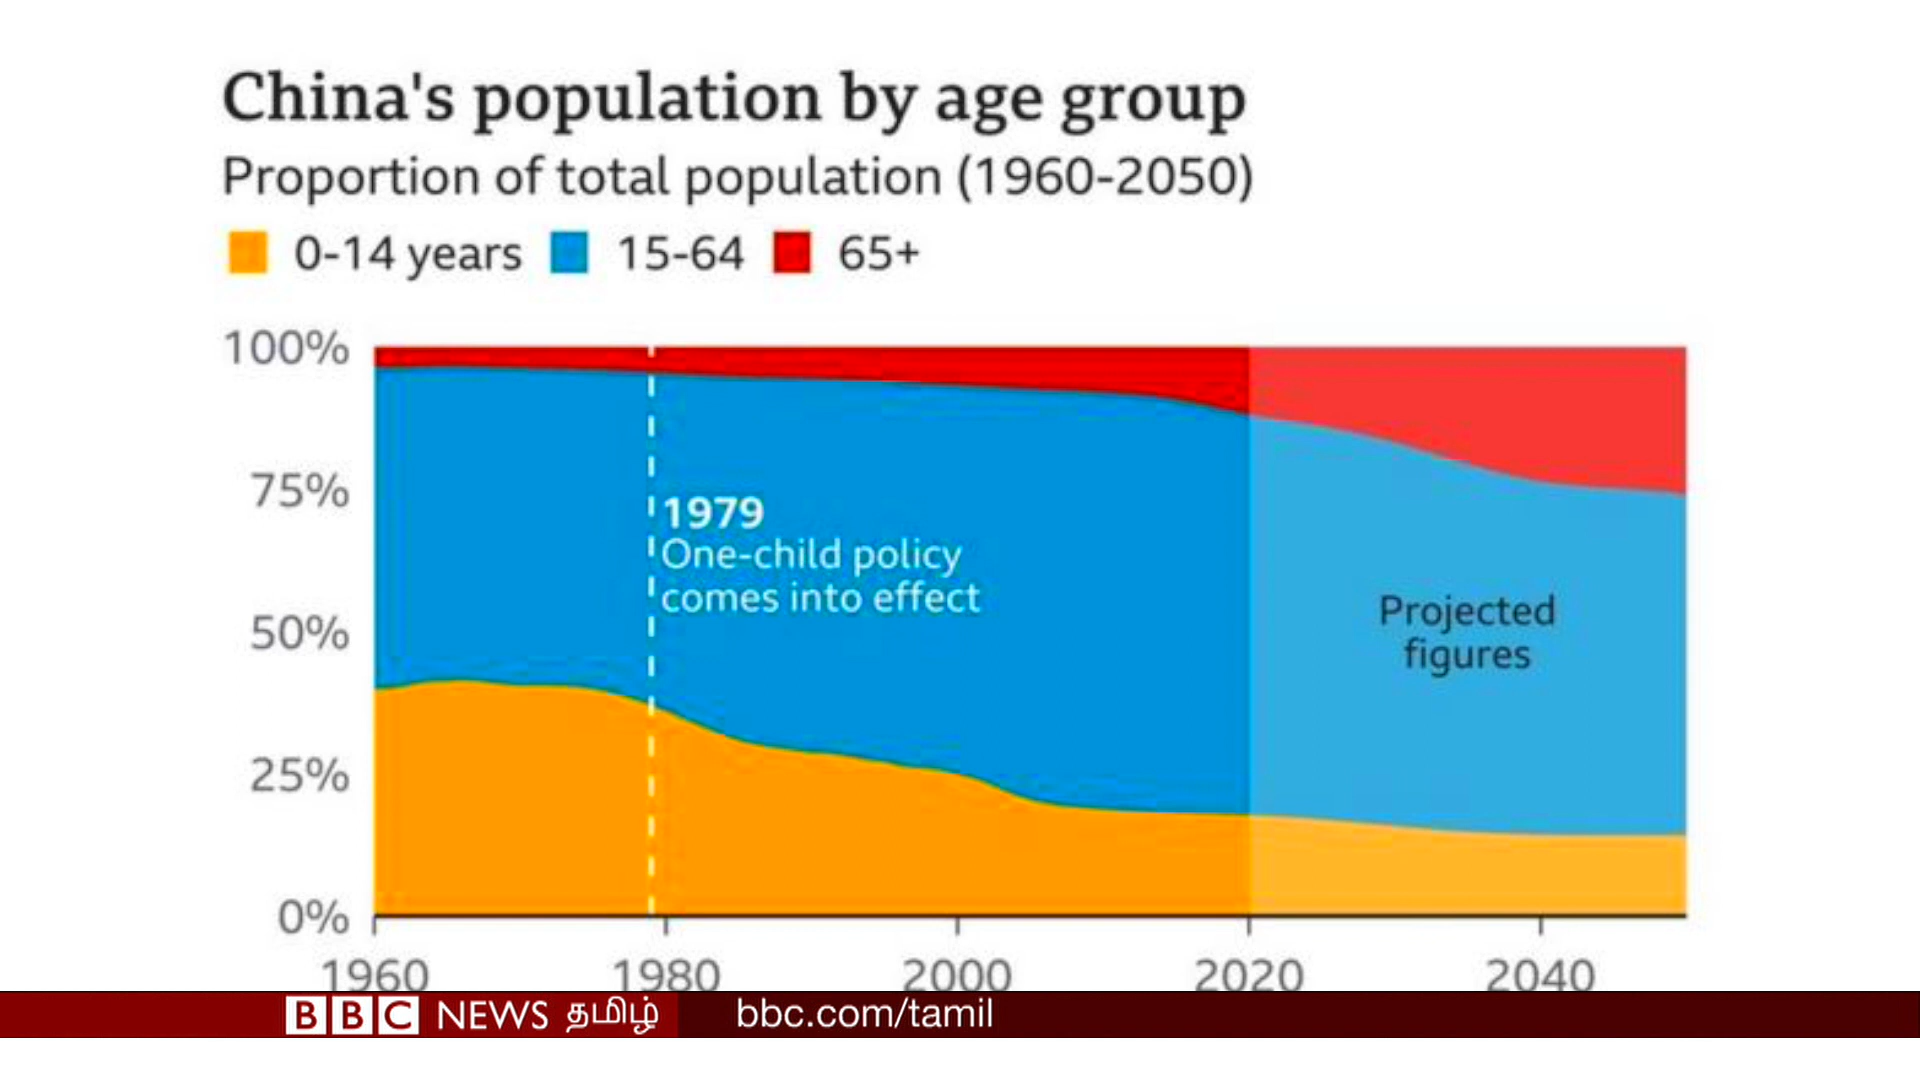 China's population by age group
Proportion of total population (1960-2050)
0-14 years 15-64 65+
100%
75%
50%
25%
0%
1979
One-child policy
comes into effect
Projected
figures
1960 1980 2000 2020 2040
BBC NEWS தமிழ் bbc.com/tamil